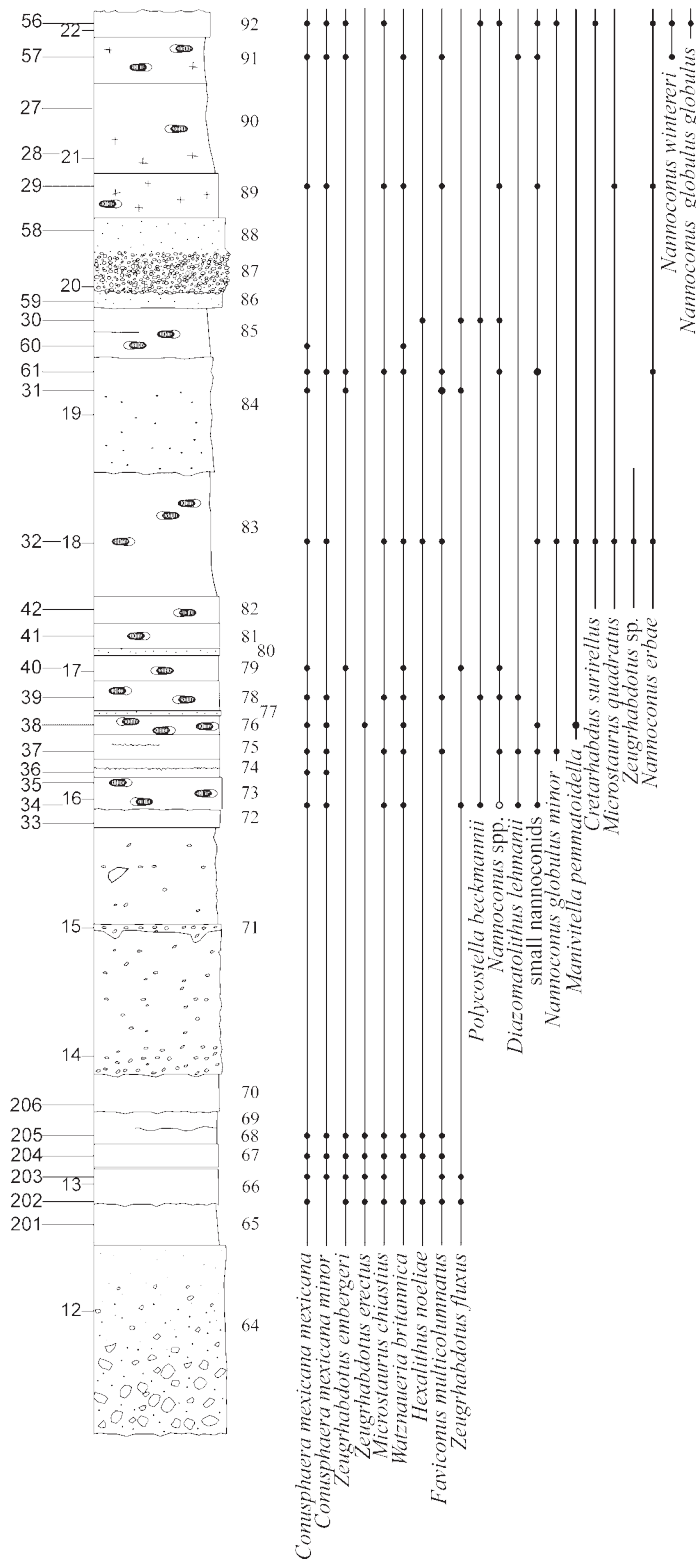 56 22 92
57 91
27 90
28 21
29 89
58 88
87
20
59 86
30 85
60
61
31 84
19
32 18 83
42 82
41 81
80
40 17 79
39 78
77
38 76
37 75
36 74
35 73
34 16
33 72
15 71
14
206 70
69
205 68
204 67
203 13 66
202
201 65
12 64
Conusphaera mexicana mexicana
Conusphaera mexicana minor
Zeugrhabdotus embergeri
Zeugrhabdotus erectus
Microstaurus chiastius
Watznaueria britannica
Hexalithus noeliae
Faviconus multicolumnatus
Zeugrhabdotus fluxus
Polycostella beckmannii
Nannoconus spp.
Diazomatolithus lehmanii
small nannoconids
Nannoconus globulus minor
Manivitella pemmatoidella
Cretarhabdus surirellus
Microstaurus quadratus
Zeugrhabdotus sp.
Nannoconus erbae
Nannoconus wintereri
Nannoconus globulus globulus